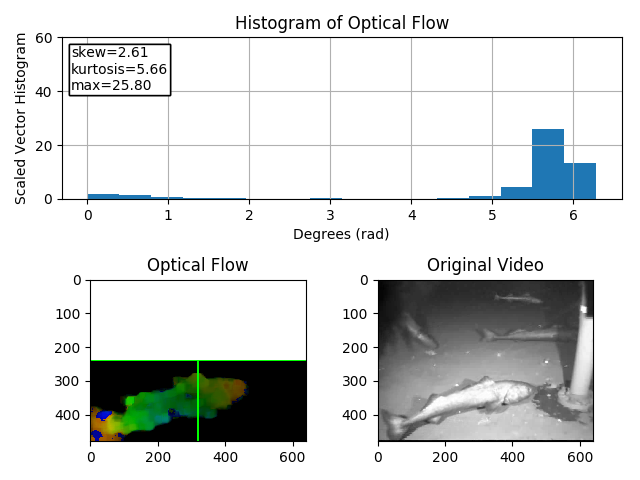 Histogram of Optical Flow
Scaled Vector Histogram
60
40
20
0
skew=2.61
kurtosis=5.66
max=25.80
0 1 2 3 4 5 6
Degrees (rad)
Optical Flow
0
100
200
300
400
0 200 400 600
Original Video
0
100
200
300
400
0 200 400 600